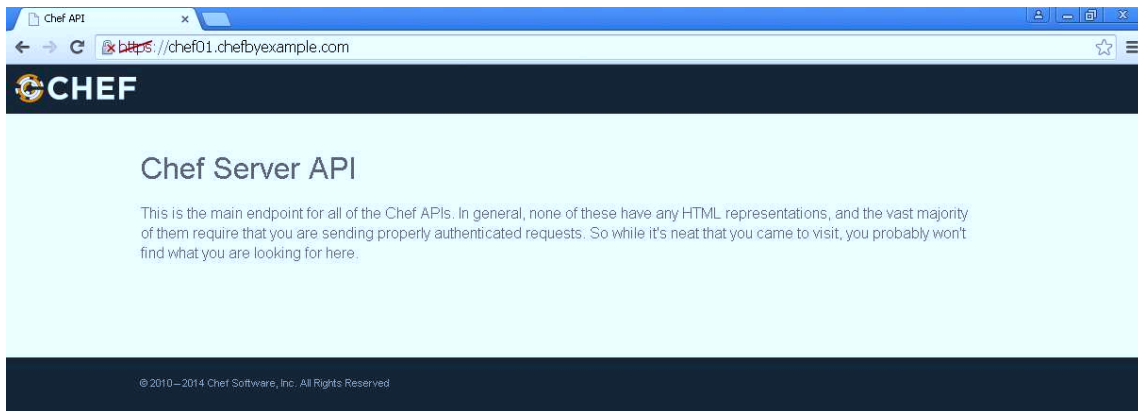 Chef API
https://chef01.chefbyexample.com
CHEF
Chef Server API
This is the main endpoint for all of the Chef APIs. In general, none of these have any HTML representations, and the vast majority
of them require that you are sending properly authenticated requests. So while it's neat that you came to visit, you probably won't
find what you are looking for here.
© 2010–2014 Chef Software, Inc. All Rights Reserved